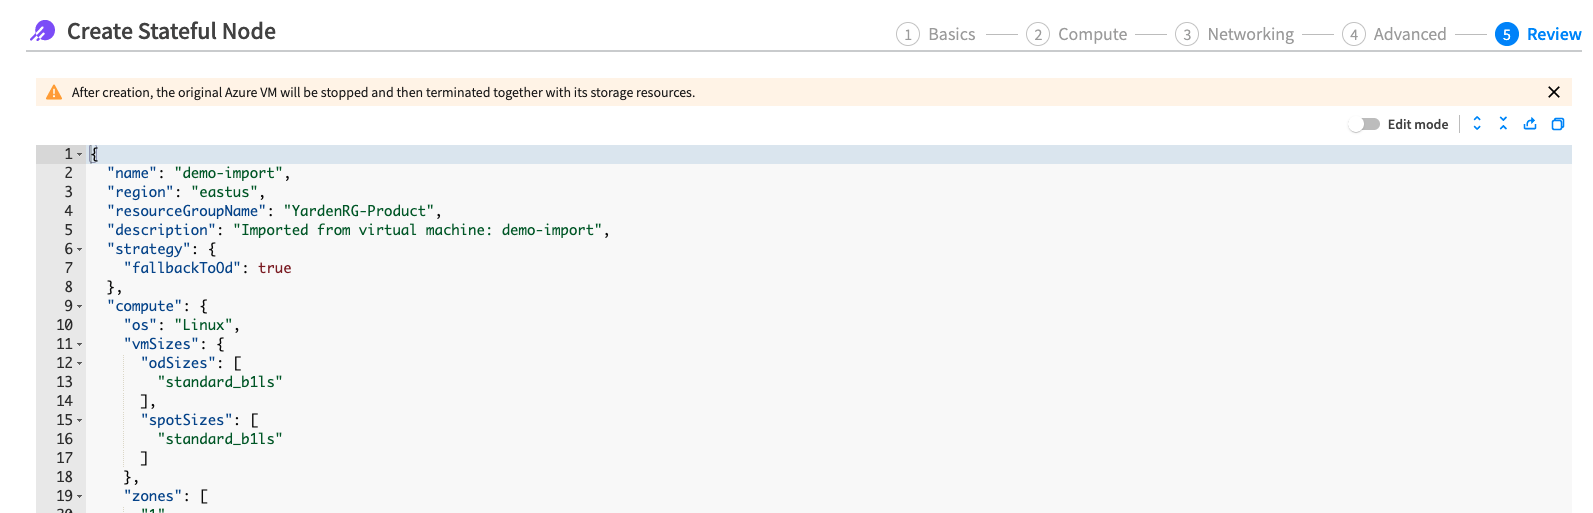 Create Stateful Node
1 Basics 2 Compute 3 Networking 4 Advanced 5 Review
After creation, the original Azure VM will be stopped and then terminated together with its storage resources.
Edit mode
1 {
2 "name": "demo-import",
3 "region": "eastus",
4 "resourceGroupName": "YardenRG-Product",
5 "description": "Imported from virtual machine: demo-import",
6 "strategy": {
7 "fallbackToOd": true
8 },
9 "compute": {
10 "os": "Linux",
11 "vmSizes": {
12 "odSizes": [
13 "standard_b1ls"
14 ],
15 "spotSizes": [
16 "standard_b1ls"
17 ]
18 },
19 "zones": [
20 "1"